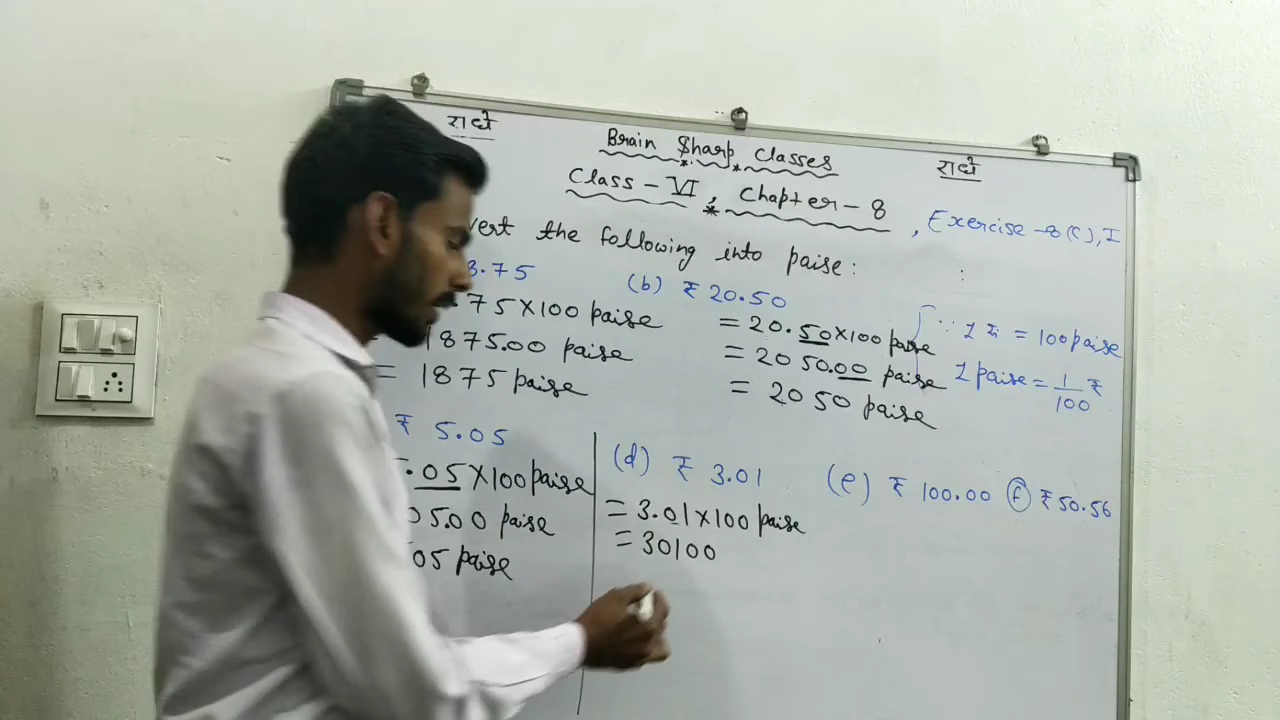 राधे
Brain Sharp Classes
राधे
Class - VI, Chapter - 8
, Exercise - 8(C), I
vert the following into paise :
8.75
.75×100 paise
1875.00 paise
= 1875 paise
(b) ₹ 20.50
= 20.50×100 paise
= 2050.00 paise
= 2050 paise
∵ 1 ₹ = 100 paise
1 paise = 1/100 ₹
₹ 5.05
.05×100 paise
05.00 paise
05 paise
(d) ₹ 3.01
= 3.01×100 paise
= 30100
(e) ₹ 100.00
(f) ₹ 50.56